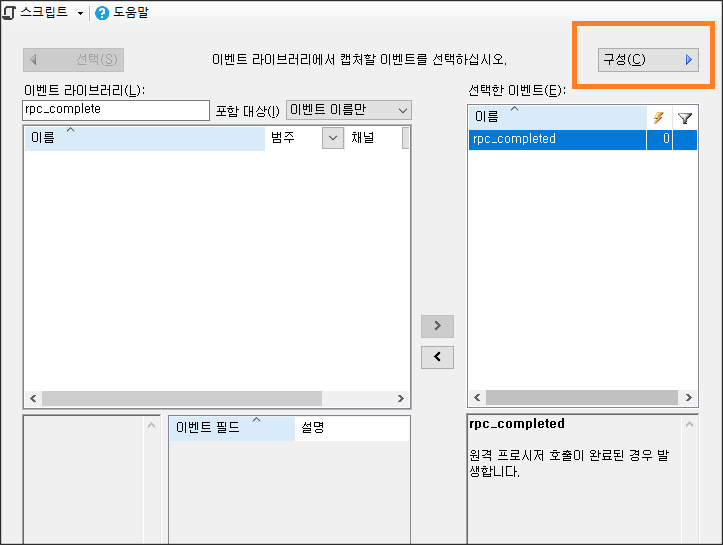 스크립트 도움말
선택(S) 이벤트 라이브러리에서 캡처할 이벤트를 선택하십시오. 구성(C)
이벤트 라이브러리(L): 선택한 이벤트(E):
rpc_complete 포함 대상(I) 이벤트 이름만
이름 범주 채널
이름
rpc_completed 0
이벤트 필드 설명
rpc_completed
원격 프로시저 호출이 완료된 경우 발
생합니다.